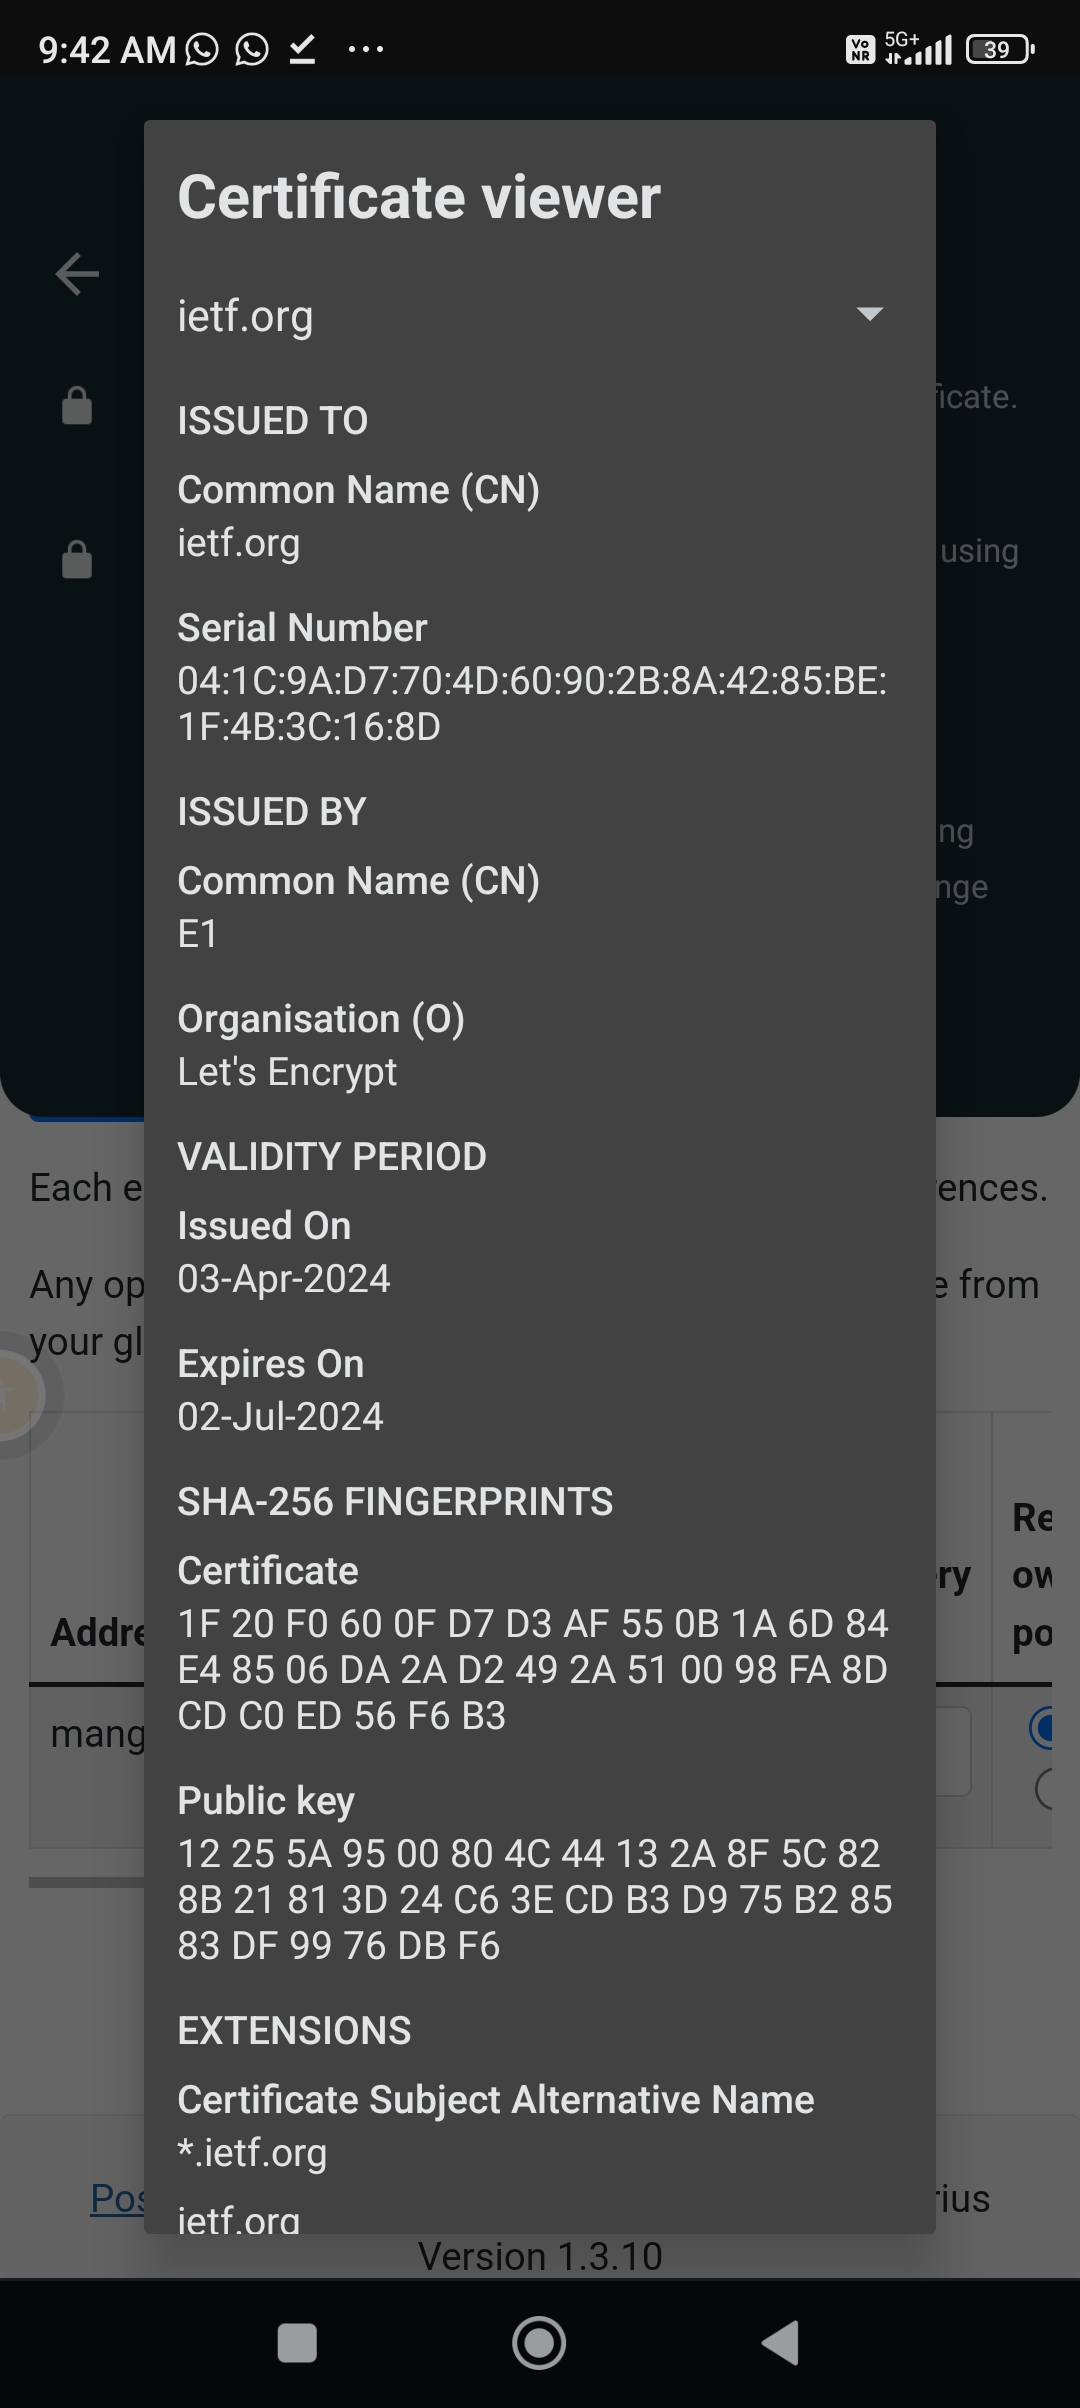 9:42 AM
Vo NR 5G+ 39
Certificate viewer
ietf.org
ISSUED TO
Common Name (CN)
ietf.org
Serial Number
04:1C:9A:D7:70:4D:60:90:2B:8A:42:85:BE:
1F:4B:3C:16:8D
ISSUED BY
Common Name (CN)
E1
Organisation (O)
Let's Encrypt
VALIDITY PERIOD
Issued On
03-Apr-2024
Expires On
02-Jul-2024
SHA-256 FINGERPRINTS
Certificate
1F 20 F0 60 0F D7 D3 AF 55 0B 1A 6D 84
E4 85 06 DA 2A D2 49 2A 51 00 98 FA 8D
CD C0 ED 56 F6 B3
Public key
12 25 5A 95 00 80 4C 44 13 2A 8F 5C 82
8B 21 81 3D 24 C6 3E CD B3 D9 75 B2 85
83 DF 99 76 DB F6
EXTENSIONS
Certificate Subject Alternative Name
*.ietf.org
ietf.org
ficate.
using
ng
nge
Each e rences.
Any op e from
your gl
Re
ry ow
Addre po
mang
Pos rius
Version 1.3.10